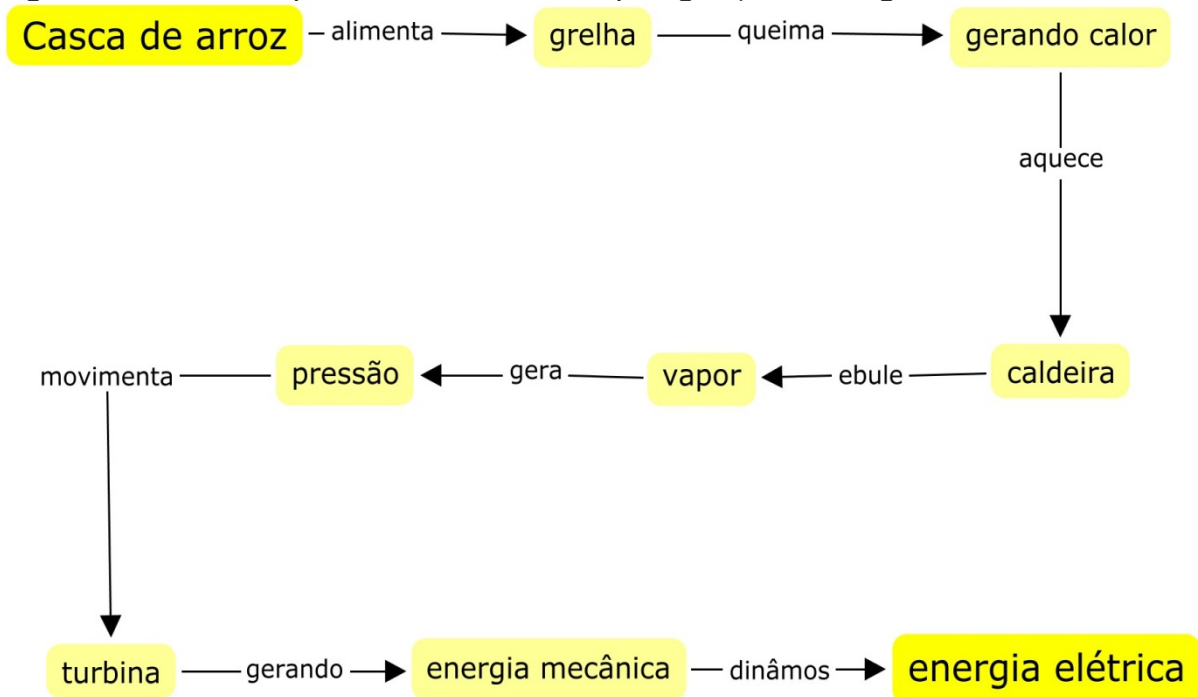 Casca de arroz alimenta grelha queima gerando calor
aquece
movimenta pressão gera vapor ebule caldeira
turbina gerando energia mecânica dinâmos energia elétrica